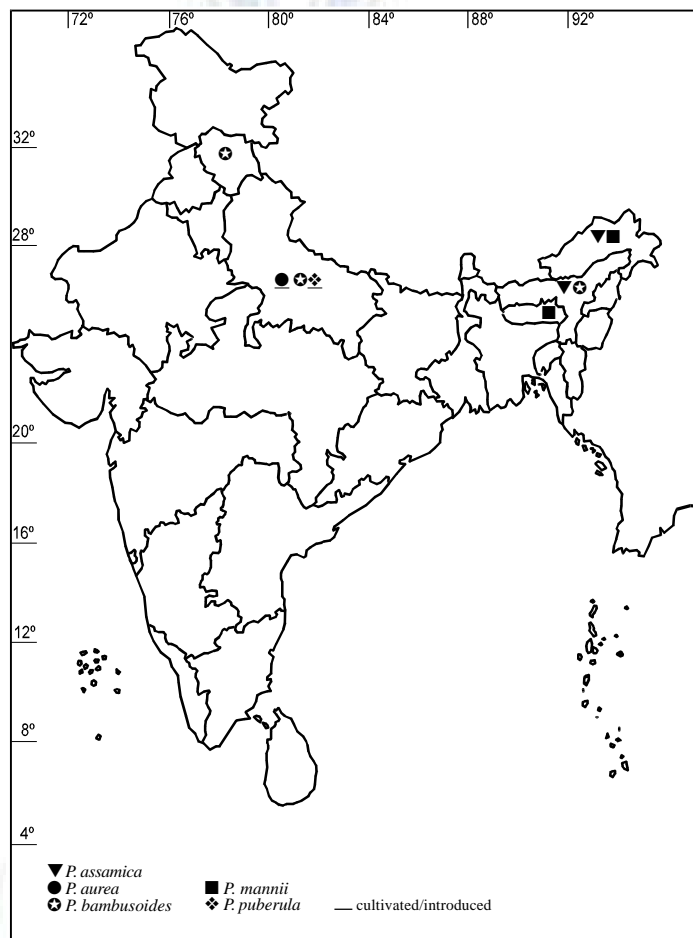 72º 76º 80º 84º 88º 92º
32º
28º
20º
16º
12º
8º
4º
P. assamica
P. aurea P. mannii
P. bambusoides P. puberula cultivated/introduced